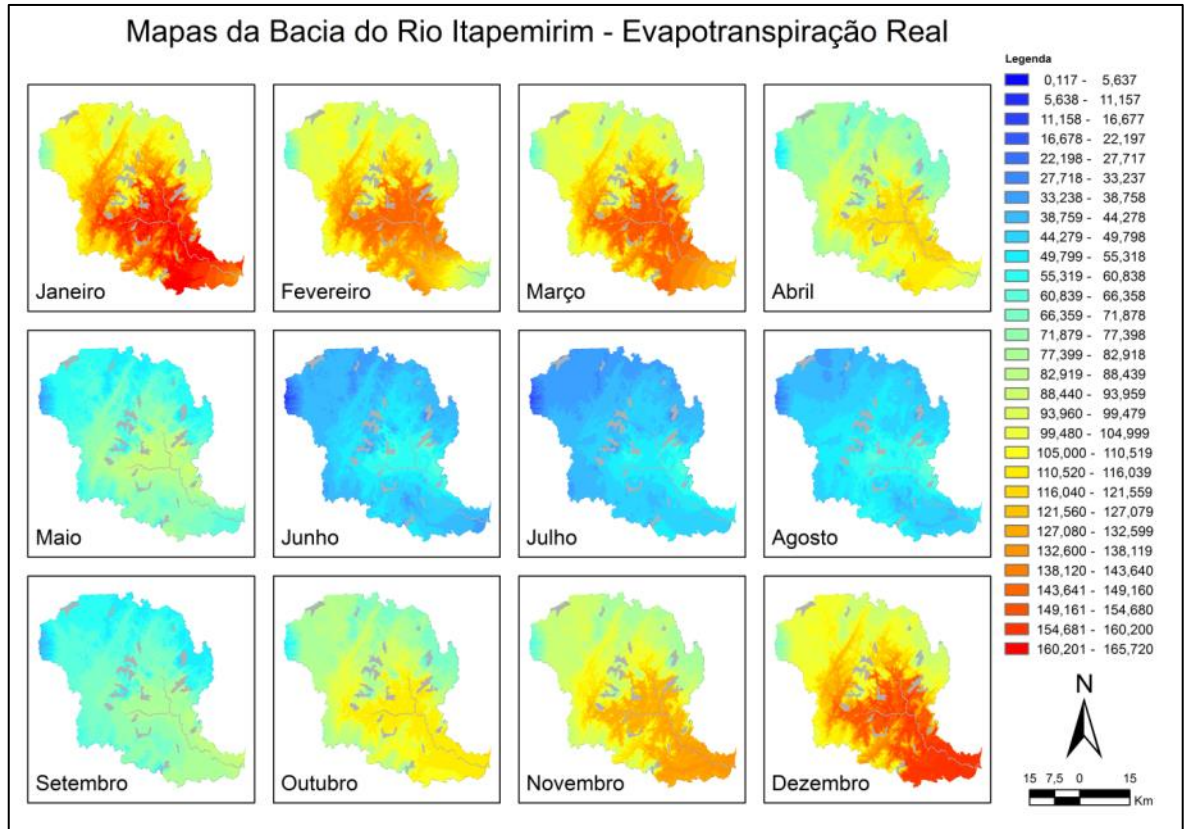 Mapas da Bacia do Rio Itapemirim - Evapotranspiração Real
Janeiro
Fevereiro
Março
Abril
Maio
Junho
Julho
Agosto
Setembro
Outubro
Novembro
Dezembro
Legenda
0,117 - 5,637
5,638 - 11,157
11,158 - 16,677
16,678 - 22,197
22,198 - 27,717
27,718 - 33,237
33,238 - 38,758
38,759 - 44,278
44,279 - 49,798
49,799 - 55,318
55,319 - 60,838
60,839 - 66,358
66,359 - 71,878
71,879 - 77,398
77,399 - 82,918
82,919 - 88,439
88,440 - 93,959
93,960 - 99,479
99,480 - 104,999
105,000 - 110,519
110,520 - 116,039
116,040 - 121,559
121,560 - 127,079
127,080 - 132,599
132,600 - 138,119
138,120 - 143,640
143,641 - 149,160
149,161 - 154,680
154,681 - 160,200
160,201 - 165,720
N
15 7,5 0 15
Km